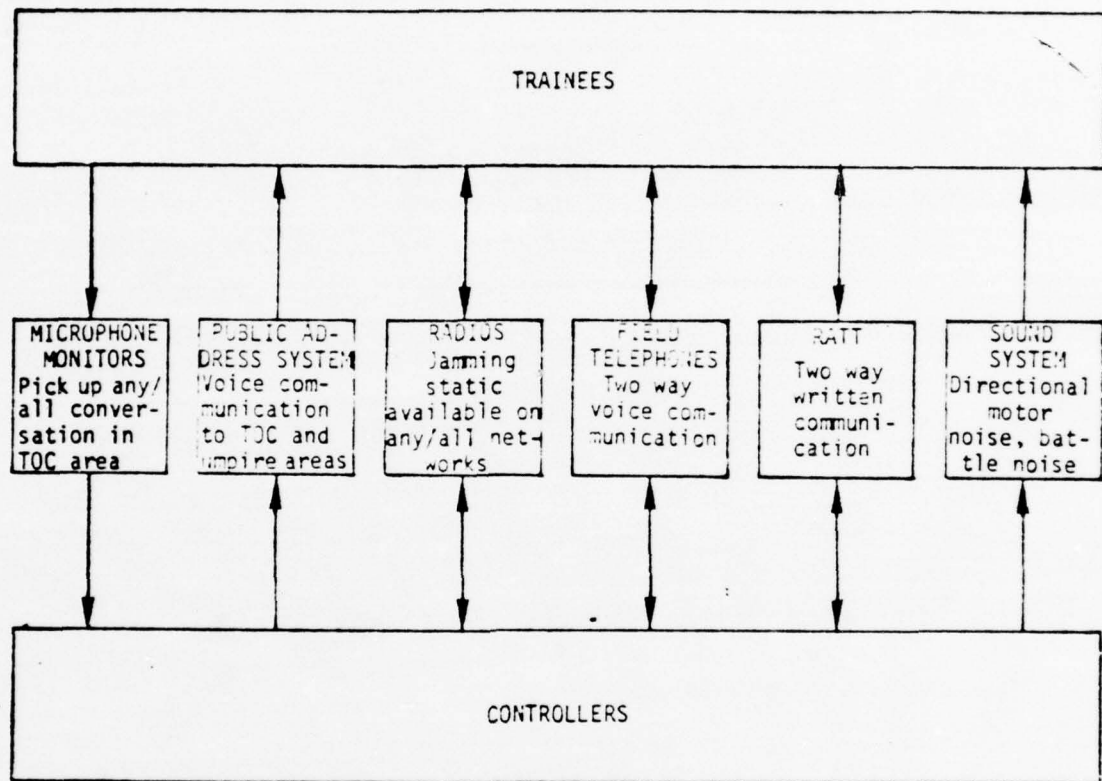 TRAINEES
MICROPHONE
MONITORS
Pick up any/
all conver-
sation in
TOC area
PUBLIC AD-
DRESS SYSTEM
Voice com-
munication
to TOC and
umpire areas
RADIOS
Jamming
static
available on
any/all net-
works
FIELD
TELEPHONES
Two way
voice com-
munication
RATT
Two way
written
communi-
cation
SOUND
SYSTEM
Directional
motor
noise, bat-
tle noise
CONTROLLERS